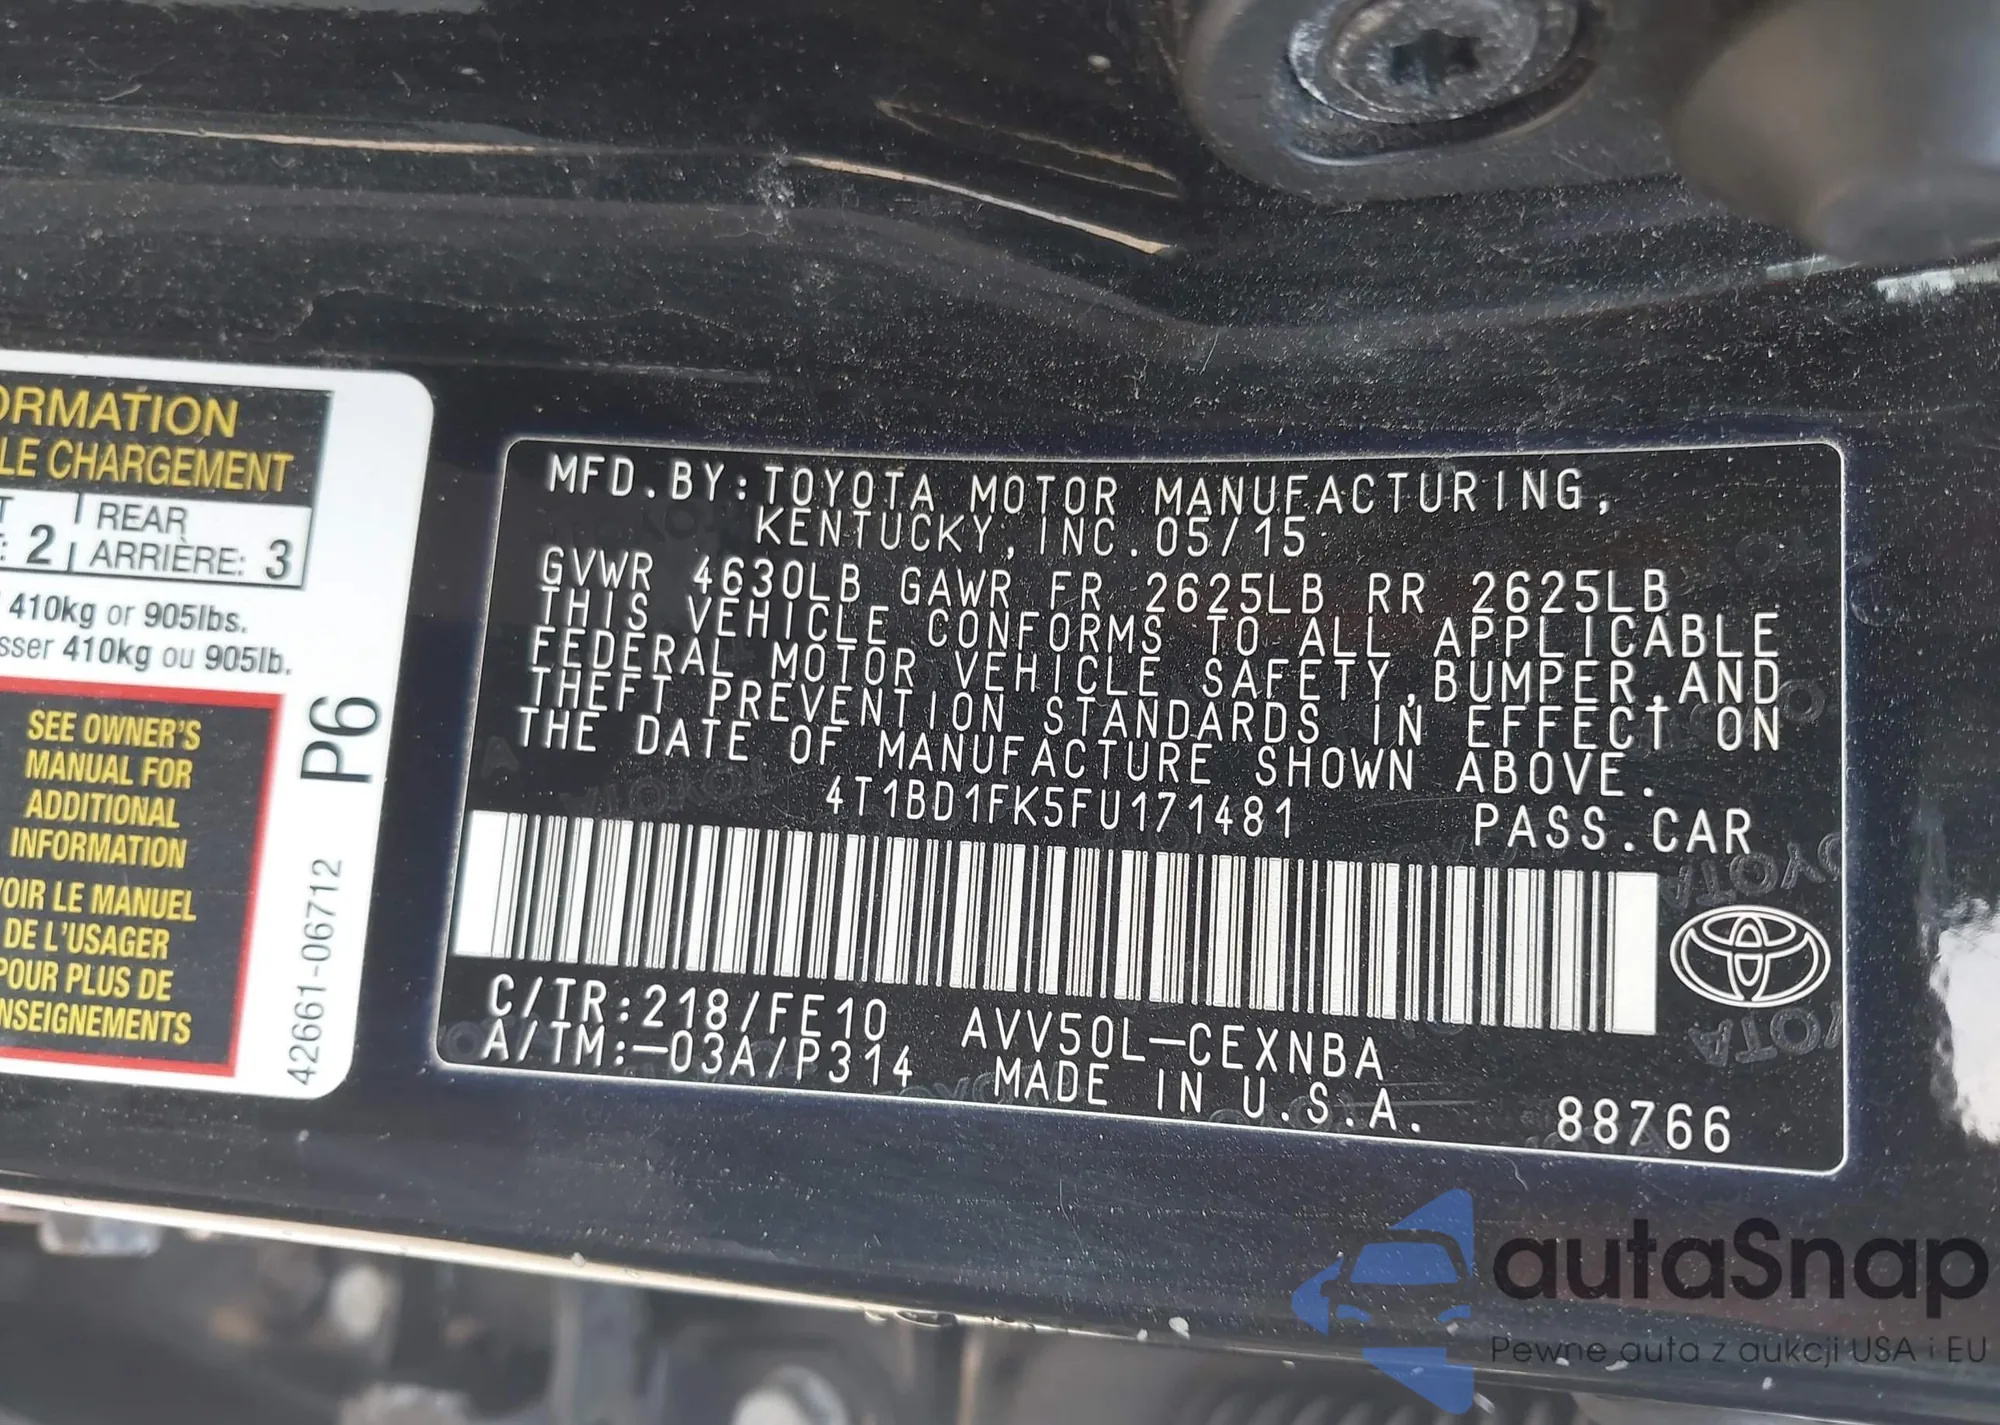 ORMATION
LE CHARGEMENT
T | REAR
: 2 | ARRIÈRE: 3
410kg or 905lbs.
sser 410kg ou 905lb.
SEE OWNER'S
MANUAL FOR
ADDITIONAL
INFORMATION
VOIR LE MANUEL
DE L'USAGER
POUR PLUS DE
NSEIGNEMENTS
P6
42661-06712
MFD.BY:TOYOTA MOTOR MANUFACTURING,
KENTUCKY, INC.05/15
GVWR 4630LB GAWR FR 2625LB RR 2625LB
THIS VEHICLE CONFORMS TO ALL APPLICABLE
FEDERAL MOTOR VEHICLE SAFETY,BUMPER,AND
THEFT PREVENTION STANDARDS IN EFFECT ON
THE DATE OF MANUFACTURE SHOWN ABOVE.
4T1BD1FK5FU171481 PASS.CAR
C/TR:218/FE10 AVV50L-CEXNBA
A/TM:-03A/P314 MADE IN U.S.A. 88766
autaSnap
Pewne auta z aukcji USA i EU